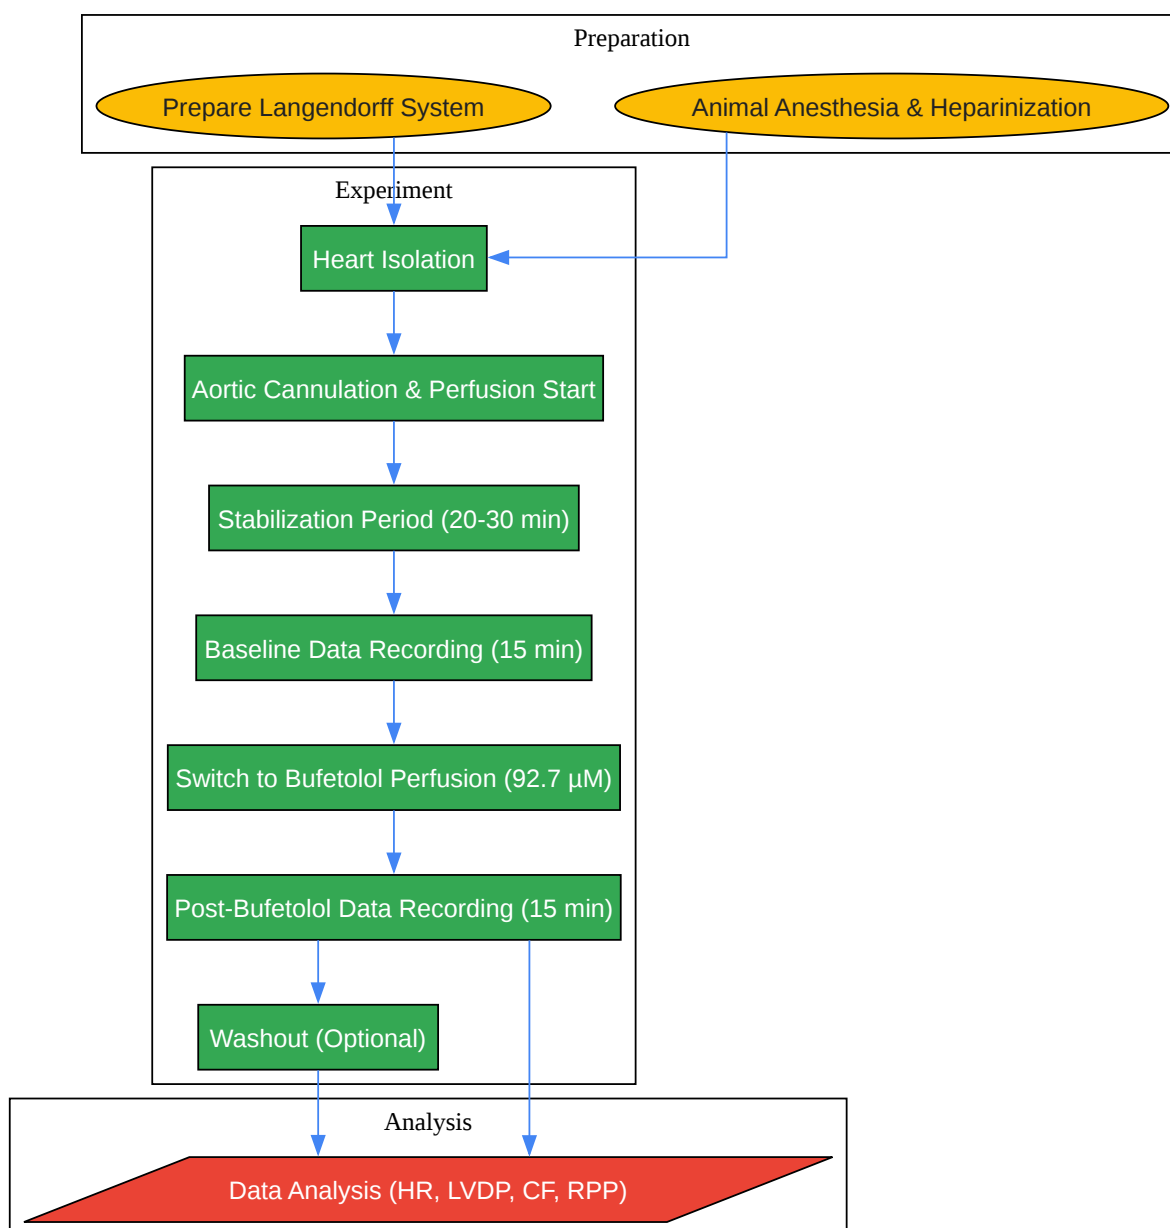 Preparation
Prepare Langendorff System
Animal Anesthesia & Heparinization
Experiment
Heart Isolation
Aortic Cannulation & Perfusion Start
Stabilization Period (20-30 min)
Baseline Data Recording (15 min)
Switch to Bufetolol Perfusion (92.7 µM)
Post-Bufetolol Data Recording (15 min)
Washout (Optional)
Analysis
Data Analysis (HR, LVDP, CF, RPP)